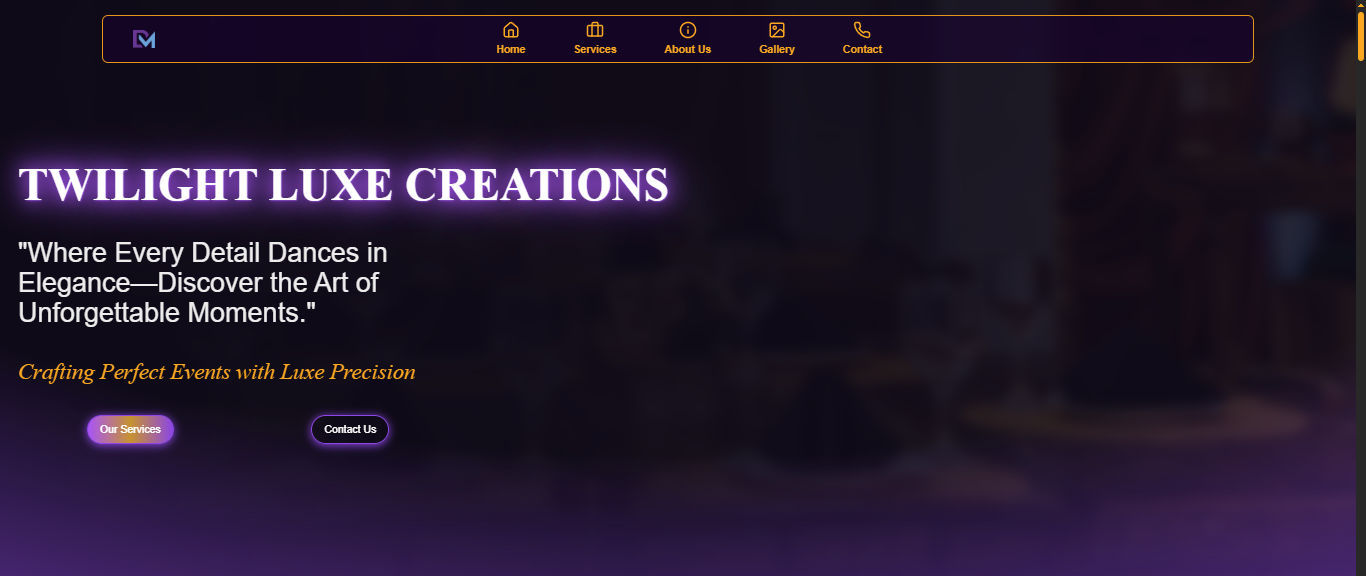 DM
Home
Services
About Us
Gallery
Contact
TWILIGHT LUXE CREATIONS
"Where Every Detail Dances in
Elegance—Discover the Art of
Unforgettable Moments."
Crafting Perfect Events with Luxe Precision
Our Services
Contact Us